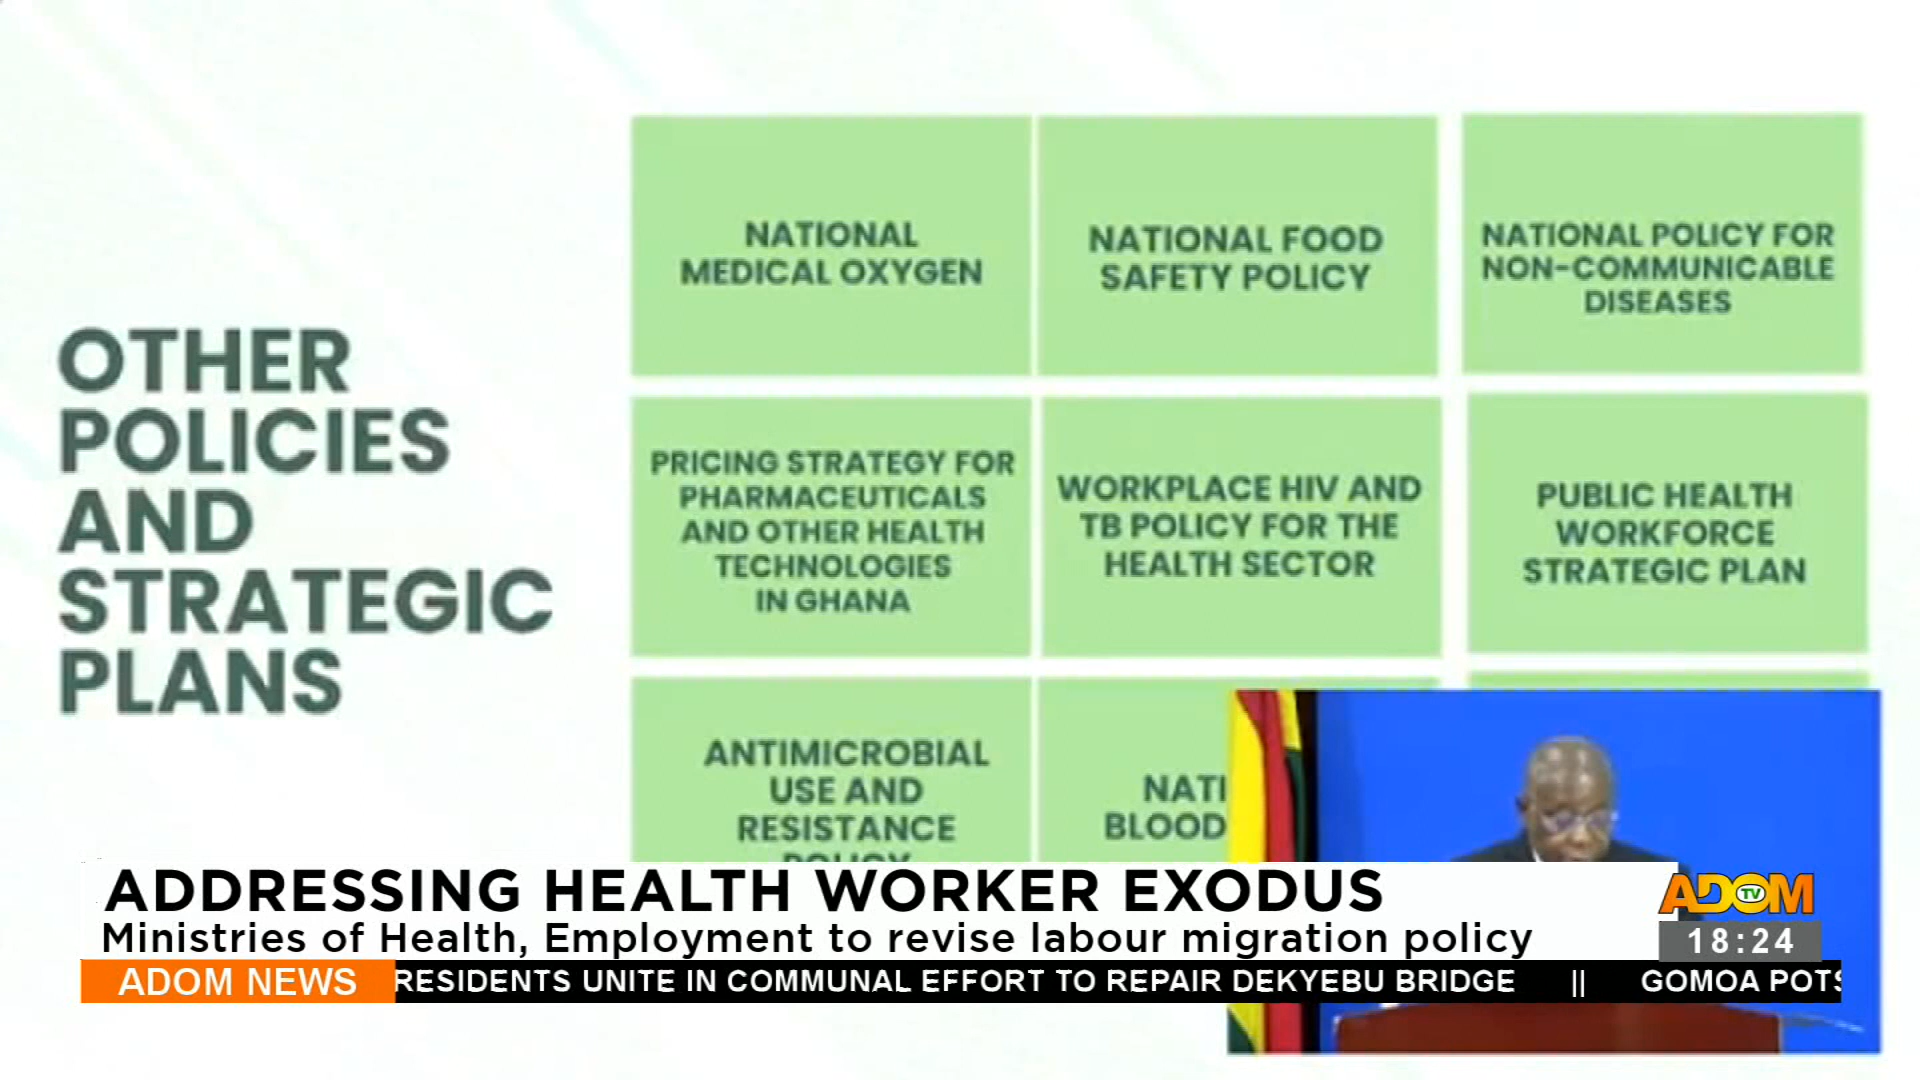 OTHER
POLICIES
AND
STRATEGIC
PLANS
NATIONAL
MEDICAL OXYGEN
NATIONAL FOOD
SAFETY POLICY
NATIONAL POLICY FOR
NON-COMMUNICABLE
DISEASES
PRICING STRATEGY FOR
PHARMACEUTICALS
AND OTHER HEALTH
TECHNOLOGIES
IN GHANA
WORKPLACE HIV AND
TB POLICY FOR THE
HEALTH SECTOR
PUBLIC HEALTH
WORKFORCE
STRATEGIC PLAN
ANTIMICROBIAL
USE AND
RESISTANCE
POLICY
NATI
BLOOD
ADDRESSING HEALTH WORKER EXODUS
Ministries of Health, Employment to revise labour migration policy
ADOM TV
18:24
ADOM NEWS
RESIDENTS UNITE IN COMMUNAL EFFORT TO REPAIR DEKYEBU BRIDGE || GOMOA POTS